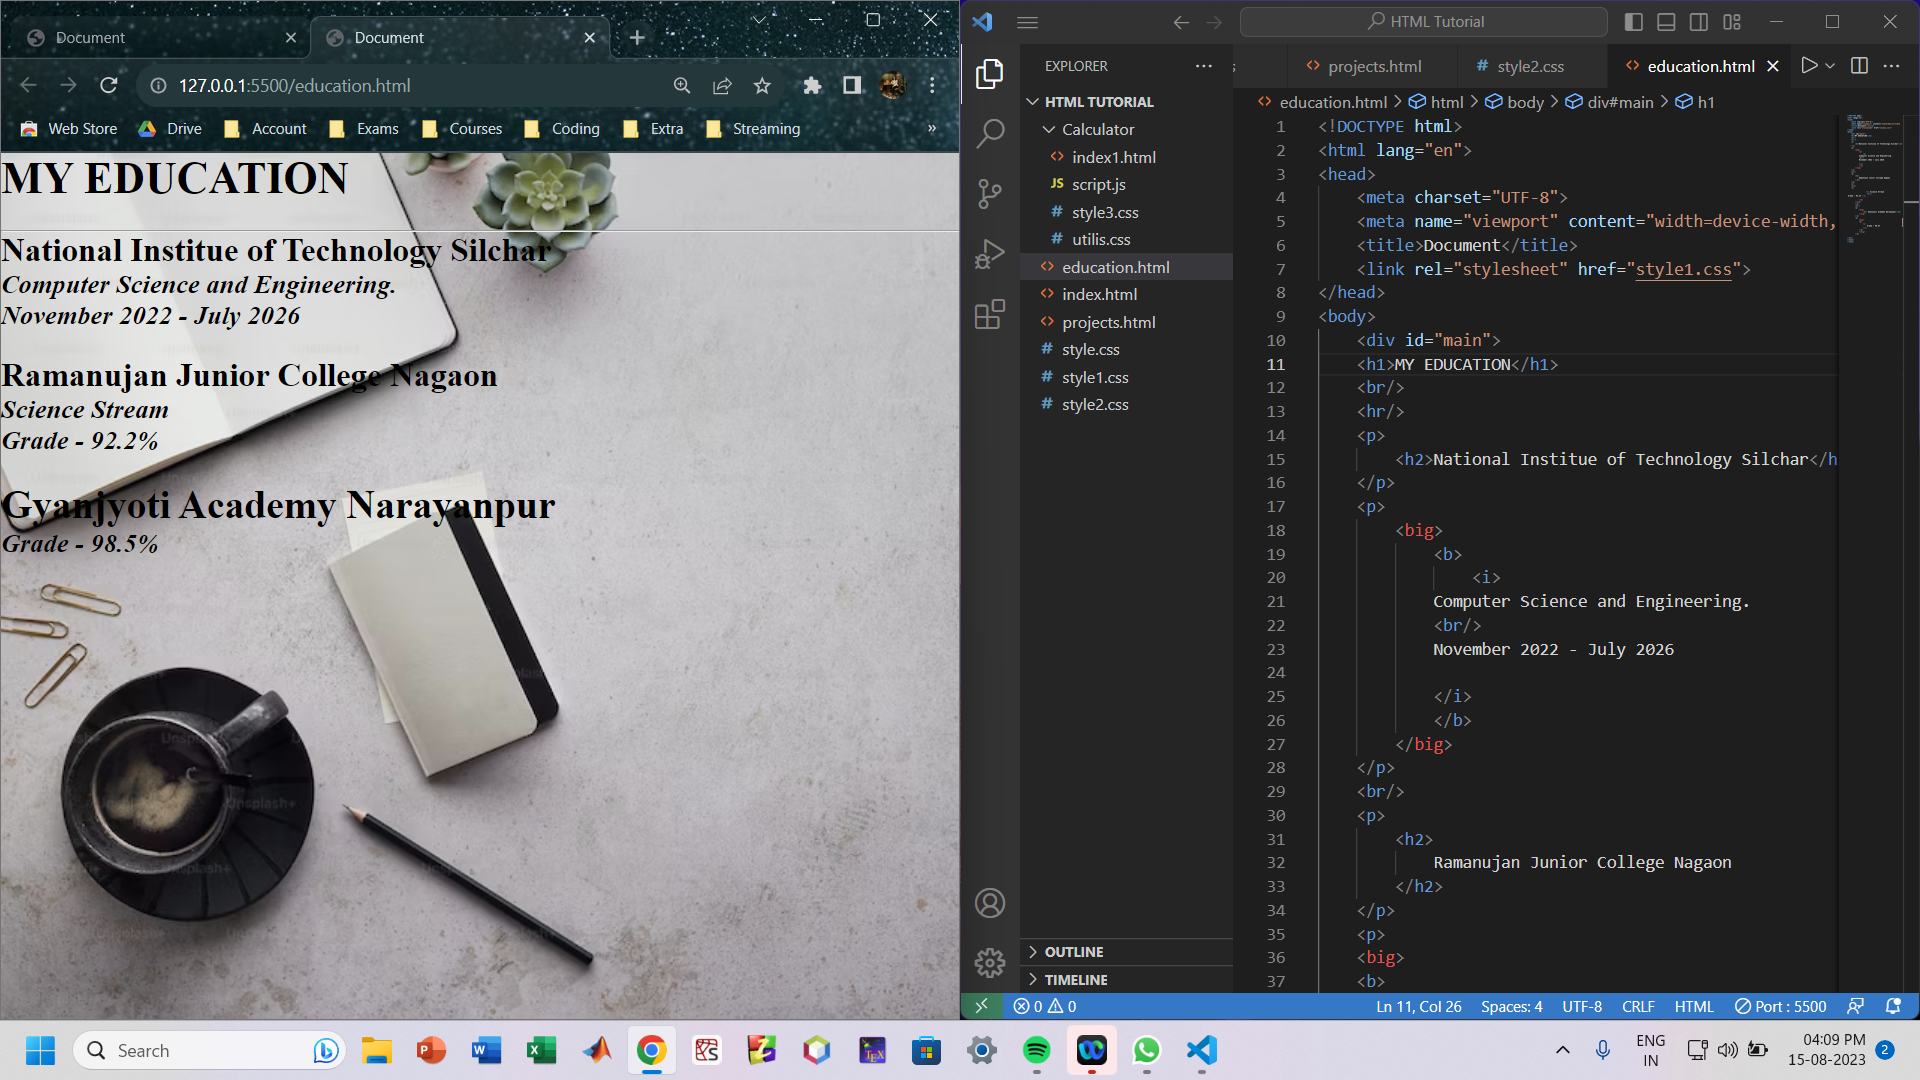 Document
Document
127.0.0.1:5500/education.html
Web Store
Drive
Account
Exams
Courses
Coding
Extra
Streaming
»
MY EDUCATION
National Institue of Technology Silchar
Computer Science and Engineering.
November 2022 - July 2026
Ramanujan Junior College Nagaon
Science Stream
Grade - 92.2%
Gyanjyoti Academy Narayanpur
Grade - 98.5%
HTML Tutorial
EXPLORER
HTML TUTORIAL
Calculator
<> index1.html
JS script.js
# style3.css
# utilis.css
<> education.html
<> index.html
<> projects.html
# style.css
# style1.css
# style2.css
OUTLINE
TIMELINE
<> projects.html
# style2.css
<> education.html
<> education.html > html > body > div#main > h1
1 <!DOCTYPE html>
2 <html lang="en">
3 <head>
4 <meta charset="UTF-8">
5 <meta name="viewport" content="width=device-width,
6 <title>Document</title>
7 <link rel="stylesheet" href="style1.css">
8 </head>
9 <body>
10 <div id="main">
11 <h1>MY EDUCATION</h1>
12 <br/>
13 <hr/>
14 <p>
15 <h2>National Institue of Technology Silchar</h
16 </p>
17 <p>
18 <big>
19 <b>
20 <i>
21 Computer Science and Engineering.
22 <br/>
23 November 2022 - July 2026
24
25 </i>
26 </b>
27 </big>
28 </p>
29 <br/>
30 <p>
31 <h2>
32 Ramanujan Junior College Nagaon
33 </h2>
34 </p>
35 <p>
36 <big>
37 <b>
0 0
Ln 11, Col 26
Spaces: 4
UTF-8
CRLF
HTML
Port : 5500
Search
ENG
IN
04:09 PM
15-08-2023
2